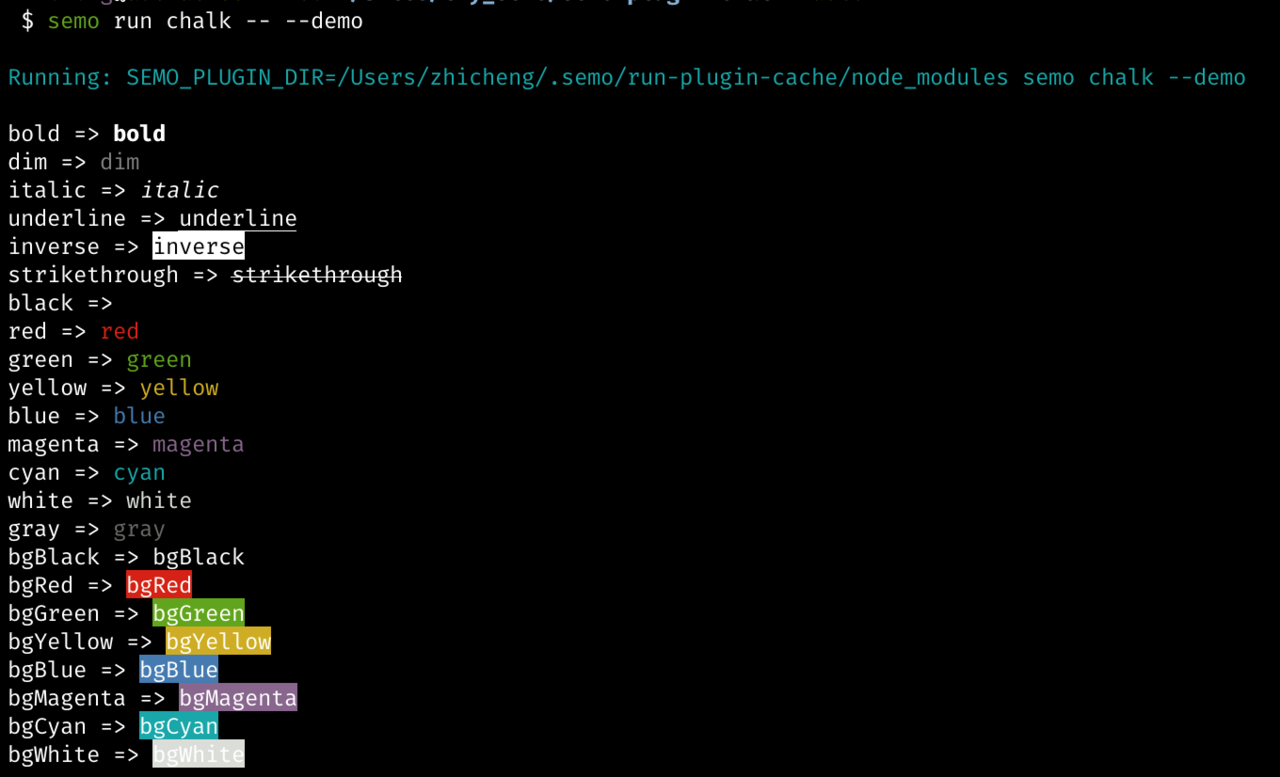 $ semo run chalk -- --demo
Running: SEMO_PLUGIN_DIR=/Users/zhicheng/.semo/run-plugin-cache/node_modules semo chalk --demo
bold => bold
dim => dim
italic => italic
underline => underline
inverse => inverse
strikethrough => strikethrough
black =>
red => red
green => green
yellow => yellow
blue => blue
magenta => magenta
cyan => cyan
white => white
gray => gray
bgBlack => bgBlack
bgRed => bgRed
bgGreen => bgGreen
bgYellow => bgYellow
bgBlue => bgBlue
bgMagenta => bgMagenta
bgCyan => bgCyan
bgWhite => bgWhite